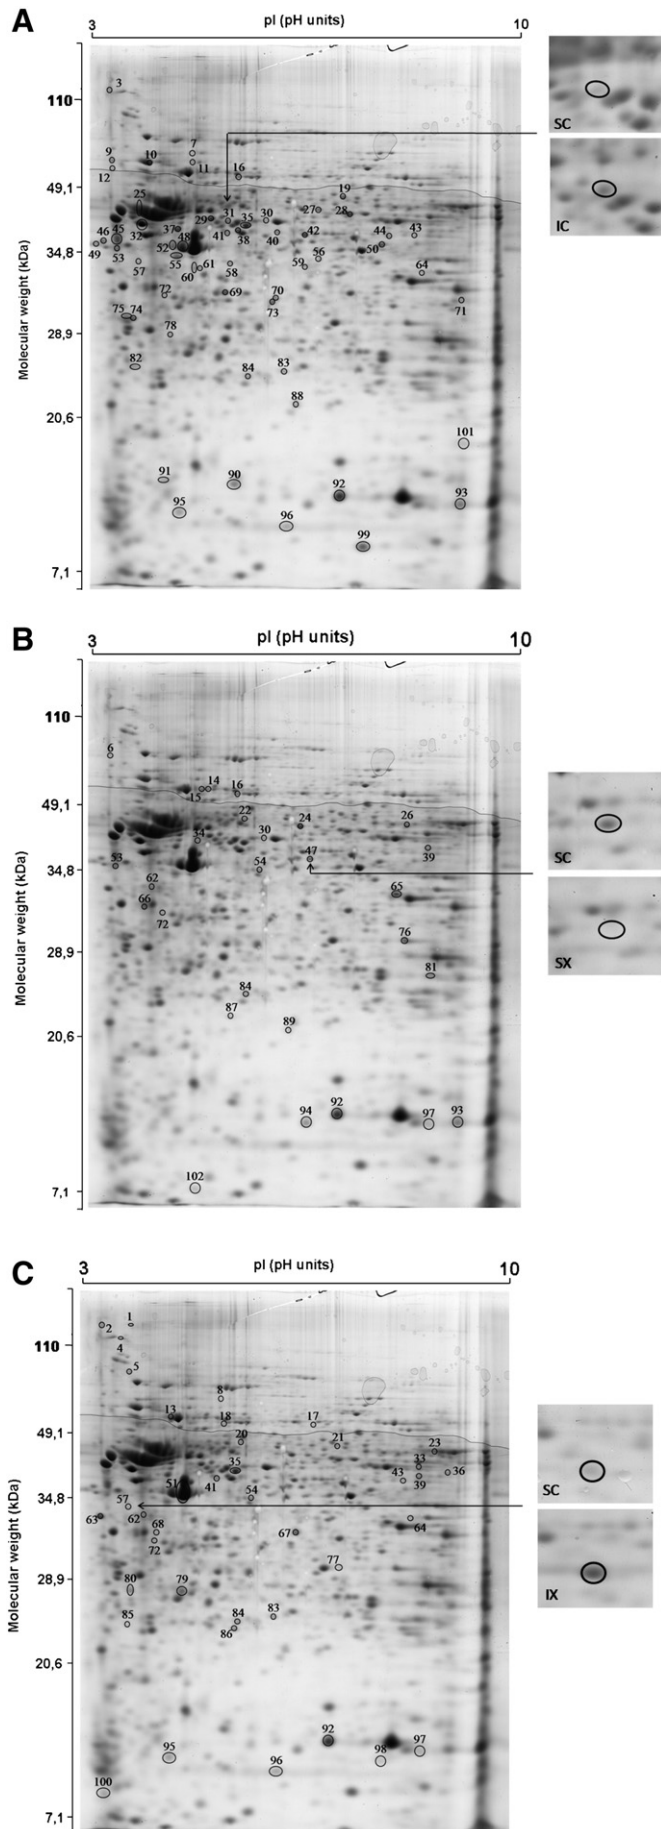 A
pI (pH units)
3 10
Molecular weight (kDa)
110
49,1
34,8
28,9
20,6
7,1
3
9 10 7
12 11 16
25 19
29 31 30 27 28
46 45 32 37 48 41 38 35 40 42 44 43
49 53 52 50
57 55 60 61 58 59 56 64
72 69 70
75 74 73 71
78
82 84 83
88
101
91 90 92 93
95 96
99
SC
IC
B
pI (pH units)
3 10
Molecular weight (kDa)
110
49,1
34,8
28,9
20,6
7,1
6
14
15 16
22 24 26
34 30
53 54 47 39
62
66 65
72 76
81
84
87 89
94 92 97 93
102
SC
SX
C
pI (pH units)
3 10
Molecular weight (kDa)
110
49,1
34,8
28,9
20,6
7,1
2 1
4
5
8
13 18 17
20 21 23
35 33
51 41 43 39 36
57 54
63 62 68 64
72 67
77
80 79
85 84 83
86
92
95 96 98 97
100
SC
IX